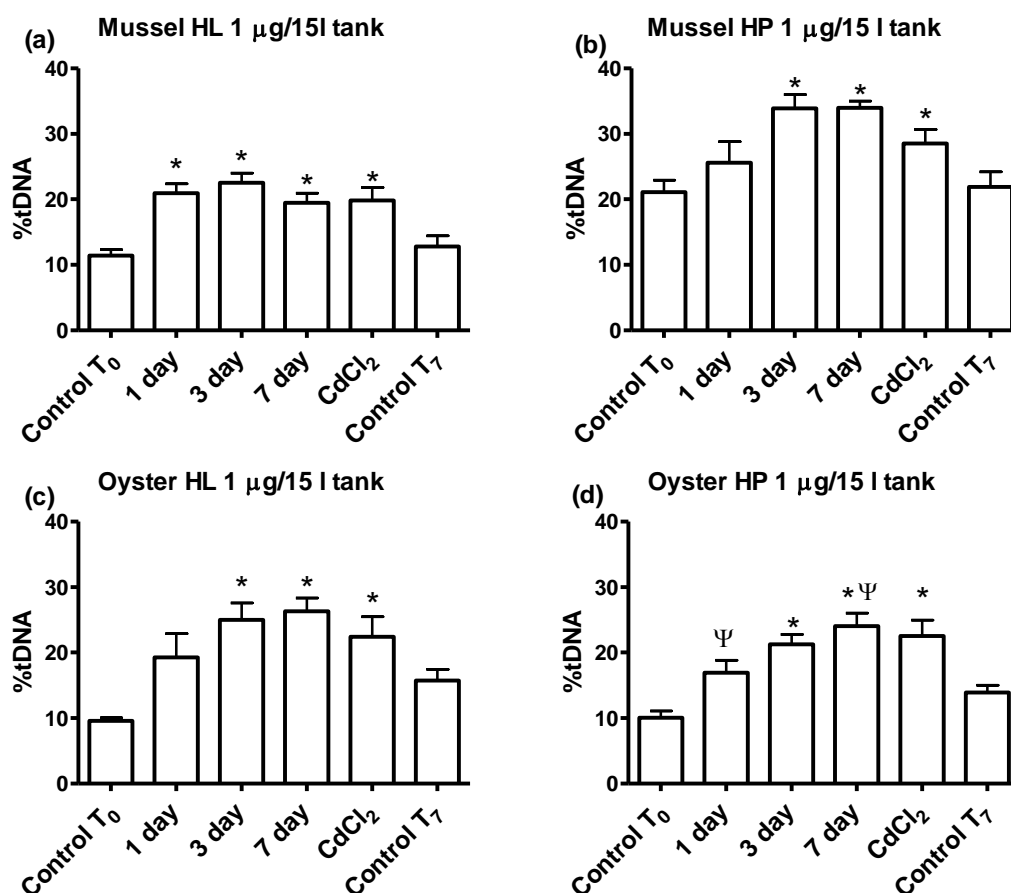 (a) Mussel HL 1 μg/15l tank
40
30
20
10
0
%tDNA
* * * *
Control T0
1 day
3 day
7 day
CdCl2
Control T7
(b) Mussel HP 1 μg/15 l tank
40
30
20
10
0
%tDNA
* * *
Control T0
1 day
3 day
7 day
CdCl2
Control T7
(c) Oyster HL 1 μg/15 l tank
40
30
20
10
0
%tDNA
* * *
Control T0
1 day
3 day
7 day
CdCl2
Control T7
(d) Oyster HP 1 μg/15 l tank
40
30
20
10
0
%tDNA
Ψ * *Ψ *
Control T0
1 day
3 day
7 day
CdCl2
Control T7